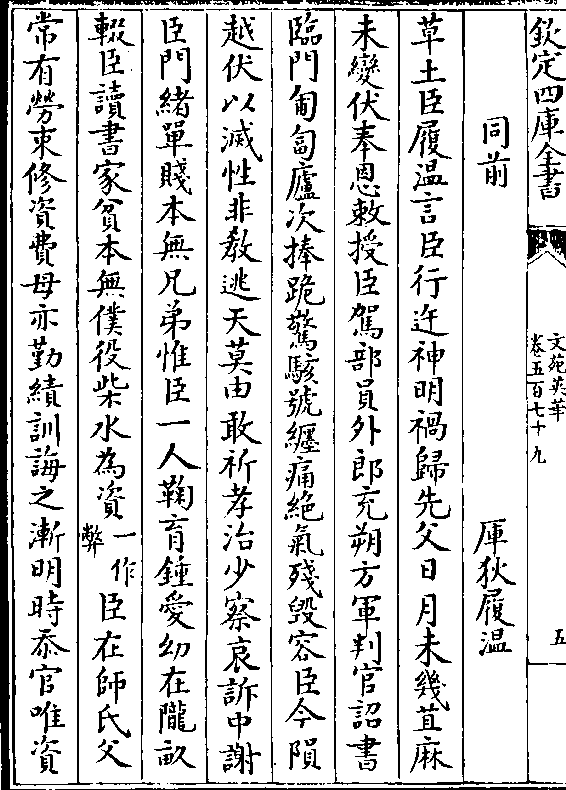 欽定四庫全書
文苑英華
卷五百七十九
五
同前
厙狄履温
草土臣履温言臣行迕神明禍歸先父日月未幾苴麻
未變伏奉恩敕授臣駕部員外郎充朔方軍判官詔書
臨門匍匐廬次捧跪驚駭號纒痛絶氣殘毁容臣今隕
越伏以滅性非教逃天莫由敢祈孝治少察哀訴中謝
臣門緒單賤本無兄弟惟臣一人鞠育鍾愛幼在隴畝
輟臣讀書家貧本無僕役柴水為資一作弊臣在師氏父
常有勞束修資費母亦勤績訓誨之漸明時忝官唯資